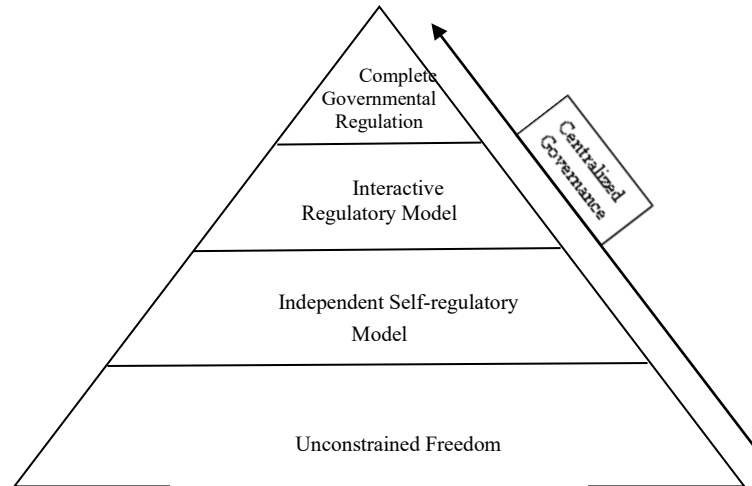 Complete
Governmental
Regulation
Centralized
Governance
Interactive
Regulatory Model
Independent Self-regulatory
Model
Unconstrained Freedom